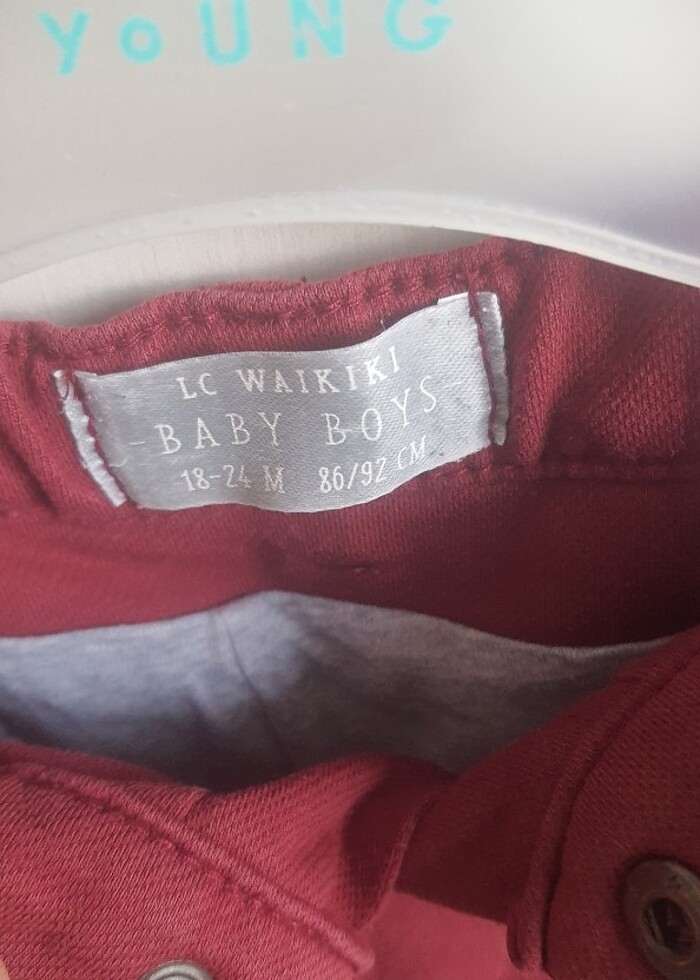 YoUNG
LC WAIKIKI
BABY BOYS
18-24 M 86/92 CM